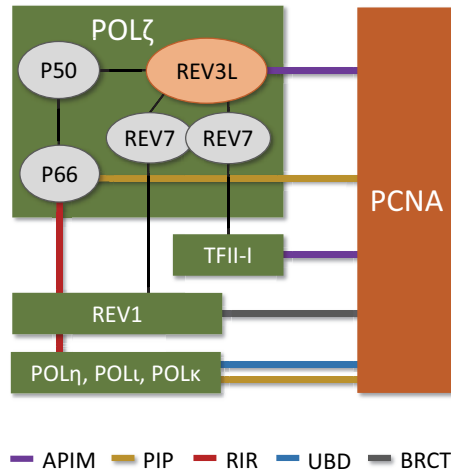 POLζ
P50
REV3L
REV7
REV7
P66
PCNA
TFII-I
REV1
POLη, POLι, POLκ
APIM PIP RIR UBD BRCT